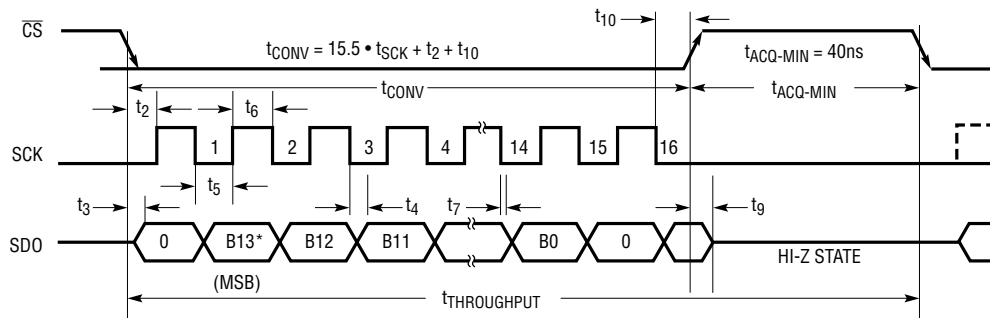 t10
CS
tCONV = 15.5 • tSCK + t2 + t10
tACQ-MIN = 40ns
tCONV
tACQ-MIN
t2
t6
SCK
1 2 3 4 14 15 16
t5
t3
t4
t7
t9
SDO
0 B13* B12 B11 B0 0
HI-Z STATE
(MSB)
tTHROUGHPUT